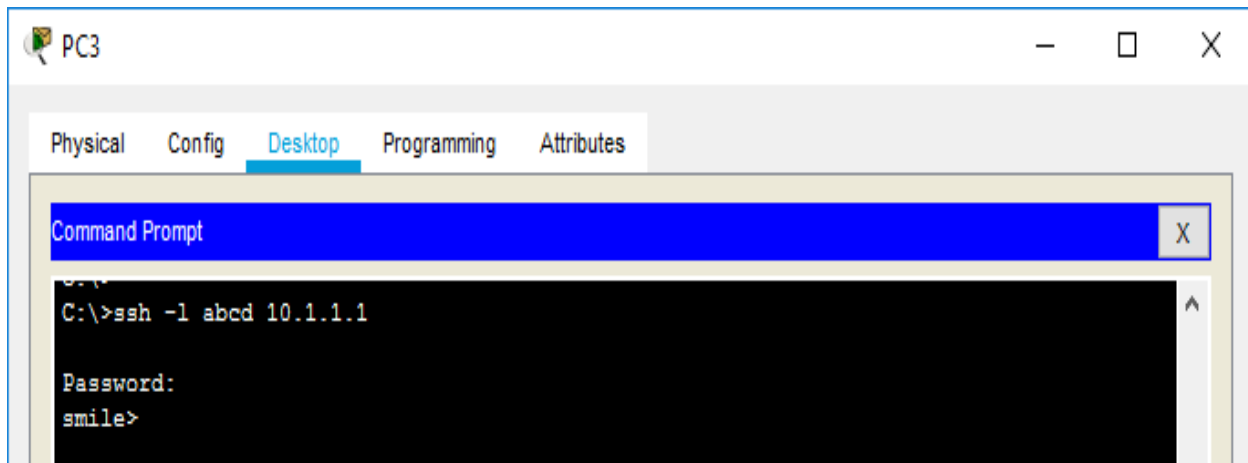 PC3
Physical Config Desktop Programming Attributes
Command Prompt X
C:\>ssh -l abcd 10.1.1.1
Password:
smile>